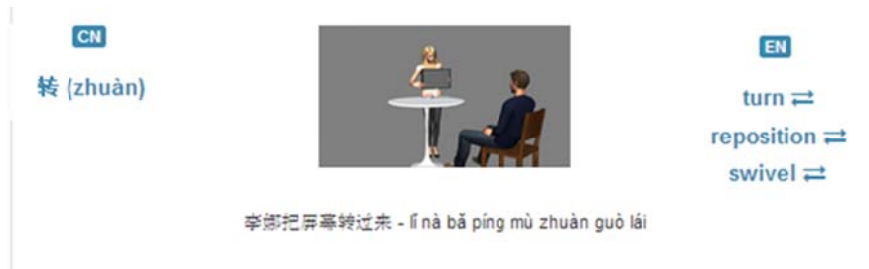 CN
转 (zhuàn)
EN
turn ⇄
reposition ⇄
swivel ⇄
李娜把屏幕转过来 - lǐ nà bǎ píng mù zhuàn guò lái